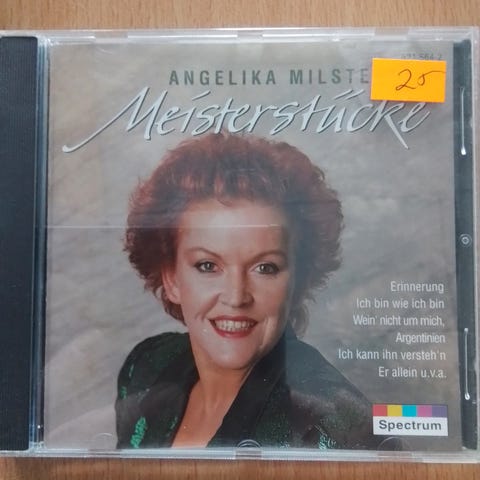 ANGELIKA MILSTE
25
Meisterstücke
Erinnerung
Ich bin wie ich bin
Wein' nicht um mich,
Argentinien
Ich kann ihn versteh'n
Er allein u.v.a.
Spectrum